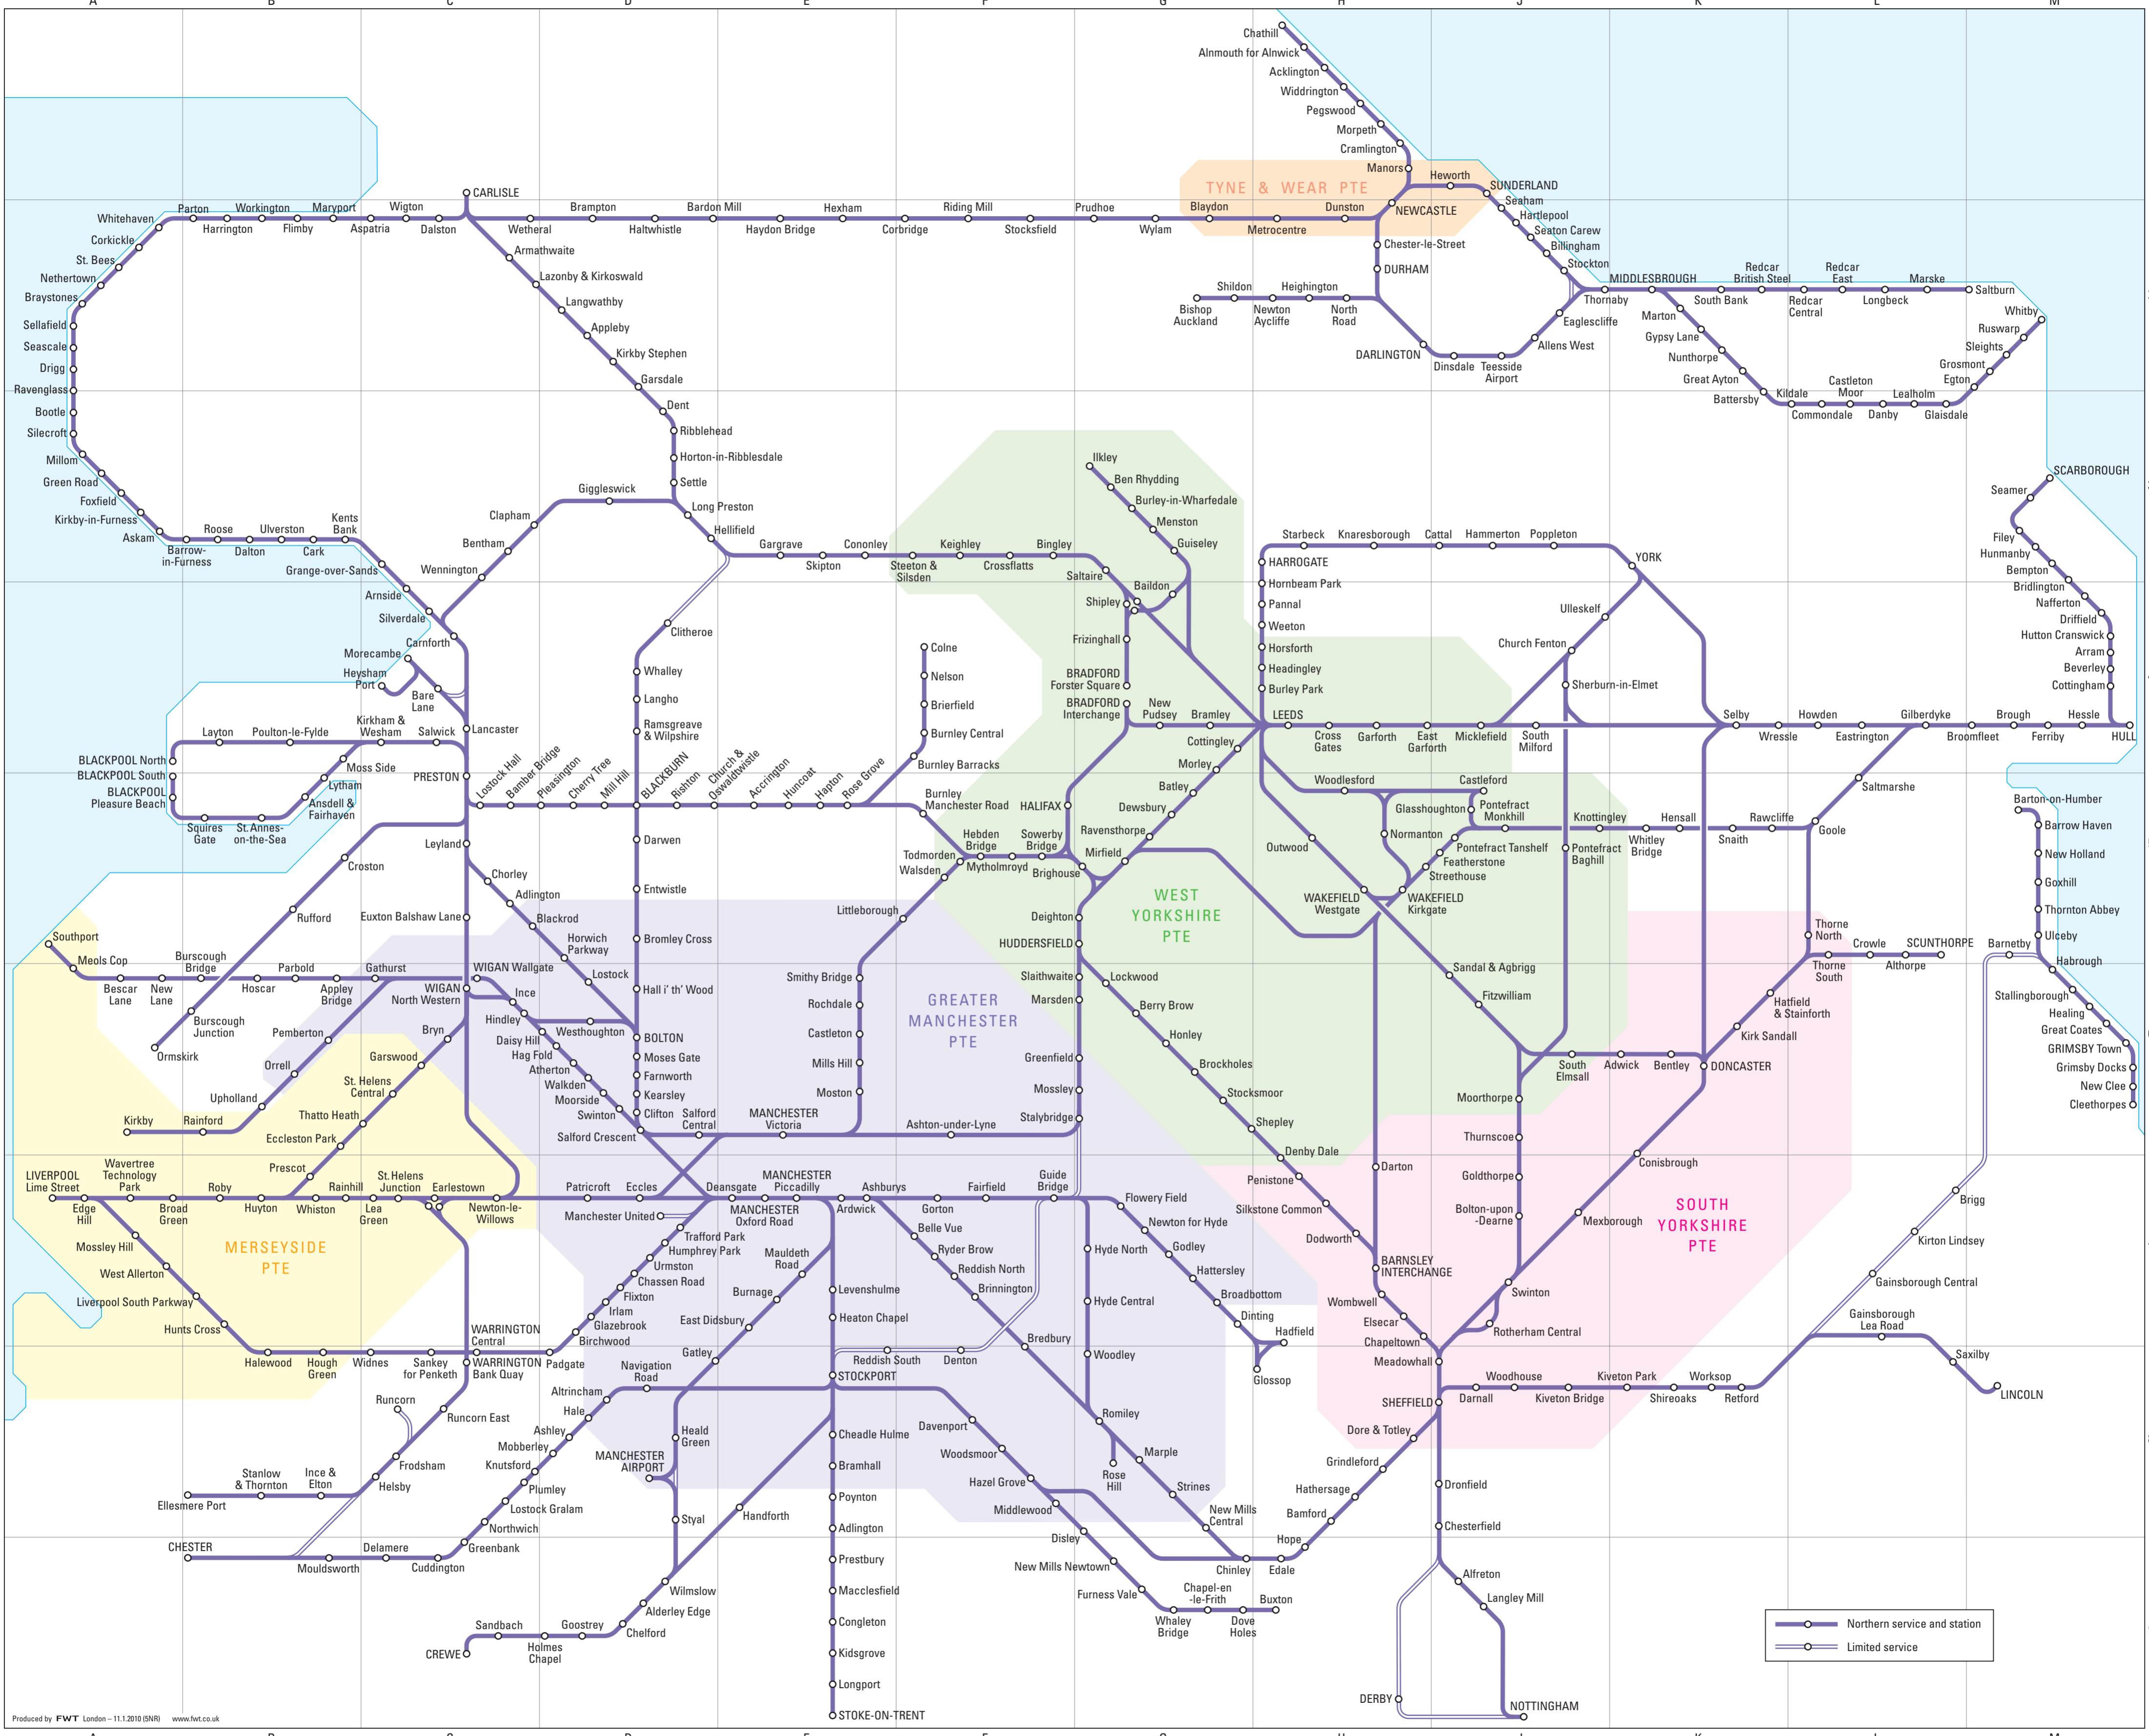 A B C D E F G H J K L M
Chathill
Alnmouth for Alnwick
Acklington
Widdrington
Pegswood
Morpeth
Cramlington
Manors
TYNE & WEAR PTE
Heworth
SUNDERLAND
NEWCASTLE
Seaham
Hartlepool
Seaton Carew
Billingham
Stockton
CARLISLE
Whitehaven
Parton
Harrington
Workington
Flimby
Maryport
Aspatria
Wigton
Dalston
Wetheral
Brampton
Haltwhistle
Bardon Mill
Haydon Bridge
Hexham
Corbridge
Riding Mill
Stocksfield
Prudhoe
Wylam
Blaydon
Metrocentre
Dunston
Corkickle
St. Bees
Nethertown
Braystones
Sellafield
Seascale
Drigg
Ravenglass
Bootle
Silecroft
Millom
Green Road
Foxfield
Kirkby-in-Furness
Askam
Barrow-
in-Furness
Roose
Dalton
Ulverston
Cark
Kents
Bank
Grange-over-Sands
Arnside
Silverdale
Carnforth
Armathwaite
Lazonby & Kirkoswald
Langwathby
Appleby
Kirkby Stephen
Garsdale
Dent
Ribblehead
Horton-in-Ribblesdale
Settle
Long Preston
Hellifield
Giggleswick
Clapham
Bentham
Wennington
Chester-le-Street
DURHAM
Bishop
Auckland
Shildon
Newton
Aycliffe
Heighington
North
Road
DARLINGTON
Dinsdale
Teesside
Airport
Allens West
Eaglescliffe
Thornaby
MIDDLESBROUGH
South Bank
Redcar
British Steel
Redcar
Central
Redcar
East
Longbeck
Marske
Saltburn
Marton
Gypsy Lane
Nunthorpe
Great Ayton
Battersby
Kildale
Commondale
Castleton
Moor
Danby
Lealholm
Glaisdale
Egton
Grosmont
Sleights
Ruswarp
Whitby
SCARBOROUGH
Seamer
Filey
Hunmanby
Bempton
Bridlington
Nafferton
Driffield
Hutton Cranswick
Arram
Beverley
Cottingham
HULL
Ilkley
Ben Rhydding
Burley-in-Wharfedale
Menston
Guiseley
Baildon
Gargrave
Skipton
Cononley
Steeton &
Silsden
Keighley
Crossflatts
Bingley
Saltaire
Shipley
Frizinghall
BRADFORD
Forster Square
BRADFORD
Interchange
New
Pudsey
Bramley
LEEDS
Starbeck
Knaresborough
Cattal
Hammerton
Poppleton
YORK
HARROGATE
Hornbeam Park
Pannal
Weeton
Horsforth
Headingley
Burley Park
Ulleskelf
Church Fenton
Sherburn-in-Elmet
Cross
Gates
Garforth
East
Garforth
Micklefield
South
Milford
Selby
Wressle
Howden
Eastrington
Gilberdyke
Broomfleet
Brough
Ferriby
Hessle
Saltmarshe
Goole
Morecambe
Heysham
Port
Bare
Lane
Lancaster
Clitheroe
Whalley
Langho
Ramsgreave
& Wilpshire
Colne
Nelson
Brierfield
Burnley Central
Burnley Barracks
BLACKPOOL North
Layton
Poulton-le-Fylde
Kirkham &
Wesham
Salwick
BLACKPOOL South
BLACKPOOL
Pleasure Beach
Squires
Gate
St. Annes-
on-the-Sea
Ansdell &
Fairhaven
Lytham
Moss Side
PRESTON
Lostock Hall
Bamber Bridge
Pleasington
Cherry Tree
Mill Hill
BLACKBURN
Rishton
Church &
Oswaldtwistle
Accrington
Huncoat
Hapton
Rose Grove
Burnley
Manchester Road
HALIFAX
Hebden
Bridge
Mytholmroyd
Sowerby
Bridge
Todmorden
Walsden
Brighouse
Mirfield
Ravensthorpe
Dewsbury
Batley
Morley
Cottingley
Woodlesford
Castleford
Glasshoughton
Pontefract
Monkhill
Normanton
Outwood
Pontefract Tanshelf
Featherstone
Streethouse
Pontefract
Baghill
Knottingley
Whitley
Bridge
Hensall
Snaith
Rawcliffe
WAKEFIELD
Westgate
WAKEFIELD
Kirkgate
WEST
YORKSHIRE
PTE
Barton-on-Humber
Barrow Haven
New Holland
Goxhill
Thornton Abbey
Ulceby
Barnetby
Habrough
Stallingborough
Healing
Great Coates
GRIMSBY Town
Grimsby Docks
New Clee
Cleethorpes
Leyland
Croston
Rufford
Euxton Balshaw Lane
Chorley
Adlington
Blackrod
Horwich
Parkway
Lostock
Darwen
Entwistle
Bromley Cross
Hall i' th' Wood
BOLTON
Moses Gate
Farnworth
Kearsley
Clifton
Salford Crescent
Salford
Central
MANCHESTER
Victoria
Littleborough
Smithy Bridge
Rochdale
Castleton
Mills Hill
Moston
GREATER
MANCHESTER
PTE
Deighton
HUDDERSFIELD
Slaithwaite
Marsden
Greenfield
Mossley
Stalybridge
Ashton-under-Lyne
Lockwood
Berry Brow
Honley
Brockholes
Stocksmoor
Shepley
Denby Dale
Penistone
Silkstone Common
Dodworth
BARNSLEY
INTERCHANGE
Darton
Sandal & Agbrigg
Fitzwilliam
South
Elmsall
Adwick
Bentley
DONCASTER
Kirk Sandall
Hatfield
& Stainforth
Thorne
North
Thorne
South
Crowle
Althorpe
SCUNTHORPE
Moorthorpe
Thurnscoe
Goldthorpe
Bolton-upon
-Dearne
Conisbrough
Mexborough
Swinton
Rotherham Central
SOUTH
YORKSHIRE
PTE
Brigg
Kirton Lindsey
Gainsborough Central
Gainsborough
Lea Road
Saxilby
LINCOLN
Southport
Meols Cop
Bescar
Lane
New
Lane
Burscough
Bridge
Hoscar
Parbold
Appley
Bridge
Gathurst
WIGAN Wallgate
WIGAN
North Western
Burscough
Junction
Ormskirk
Ince
Hindley
Westhoughton
Daisy Hill
Hag Fold
Atherton
Walkden
Moorside
Swinton
Pemberton
Orrell
Upholland
Rainford
Kirkby
Bryn
Garswood
St. Helens
Central
Thatto Heath
Eccleston Park
Prescot
LIVERPOOL
Lime Street
Edge
Hill
Wavertree
Technology
Park
Broad
Green
Roby
Huyton
Whiston
Rainhill
Lea
Green
St. Helens
Junction
Earlestown
Newton-le-
Willows
Patricroft
Eccles
Deansgate
MANCHESTER
Oxford Road
MANCHESTER
Piccadilly
Ardwick
Ashburys
Gorton
Fairfield
Guide
Bridge
Flowery Field
Newton for Hyde
Godley
Hattersley
Broadbottom
Dinting
Hadfield
Glossop
MERSEYSIDE
PTE
Mossley Hill
West Allerton
Liverpool South Parkway
Hunts Cross
Halewood
Hough
Green
Widnes
Sankey
for Penketh
WARRINGTON
Central
WARRINGTON
Bank Quay
Padgate
Birchwood
Glazebrook
Irlam
Flixton
Chassen Road
Urmston
Humphrey Park
Trafford Park
Manchester United
Mauldeth
Road
Burnage
East Didsbury
Gatley
Levenshulme
Heaton Chapel
Belle Vue
Ryder Brow
Reddish North
Brinnington
Bredbury
Hyde North
Hyde Central
Woodley
Reddish South
Denton
STOCKPORT
Navigation
Road
Altrincham
Hale
Ashley
Mobberley
Knutsford
Plumley
Lostock Gralam
Northwich
Greenbank
Cuddington
Delamere
Mouldsworth
CHESTER
Runcorn
Runcorn East
Frodsham
Helsby
Ince &
Elton
Stanlow
& Thornton
Ellesmere Port
Heald
Green
MANCHESTER
AIRPORT
Styal
Handforth
Wilmslow
Alderley Edge
Chelford
Goostrey
Holmes
Chapel
Sandbach
CREWE
Cheadle Hulme
Bramhall
Poynton
Adlington
Prestbury
Macclesfield
Congleton
Kidsgrove
Longport
STOKE-ON-TRENT
Davenport
Woodsmoor
Hazel Grove
Middlewood
Disley
New Mills Newtown
Furness Vale
Whaley
Bridge
Chapel-en
-le-Frith
Dove
Holes
Buxton
Romiley
Rose
Hill
Marple
Strines
New Mills
Central
Chinley
Edale
Hope
Bamford
Hathersage
Grindleford
Dore & Totley
SHEFFIELD
Meadowhall
Chapeltown
Elsecar
Wombwell
Darnall
Woodhouse
Kiveton Bridge
Kiveton Park
Shireoaks
Worksop
Retford
Dronfield
Chesterfield
Alfreton
Langley Mill
DERBY
NOTTINGHAM
Northern service and station
Limited service
Produced by FWT London – 11.1.2010 (5NR) www.fwt.co.uk